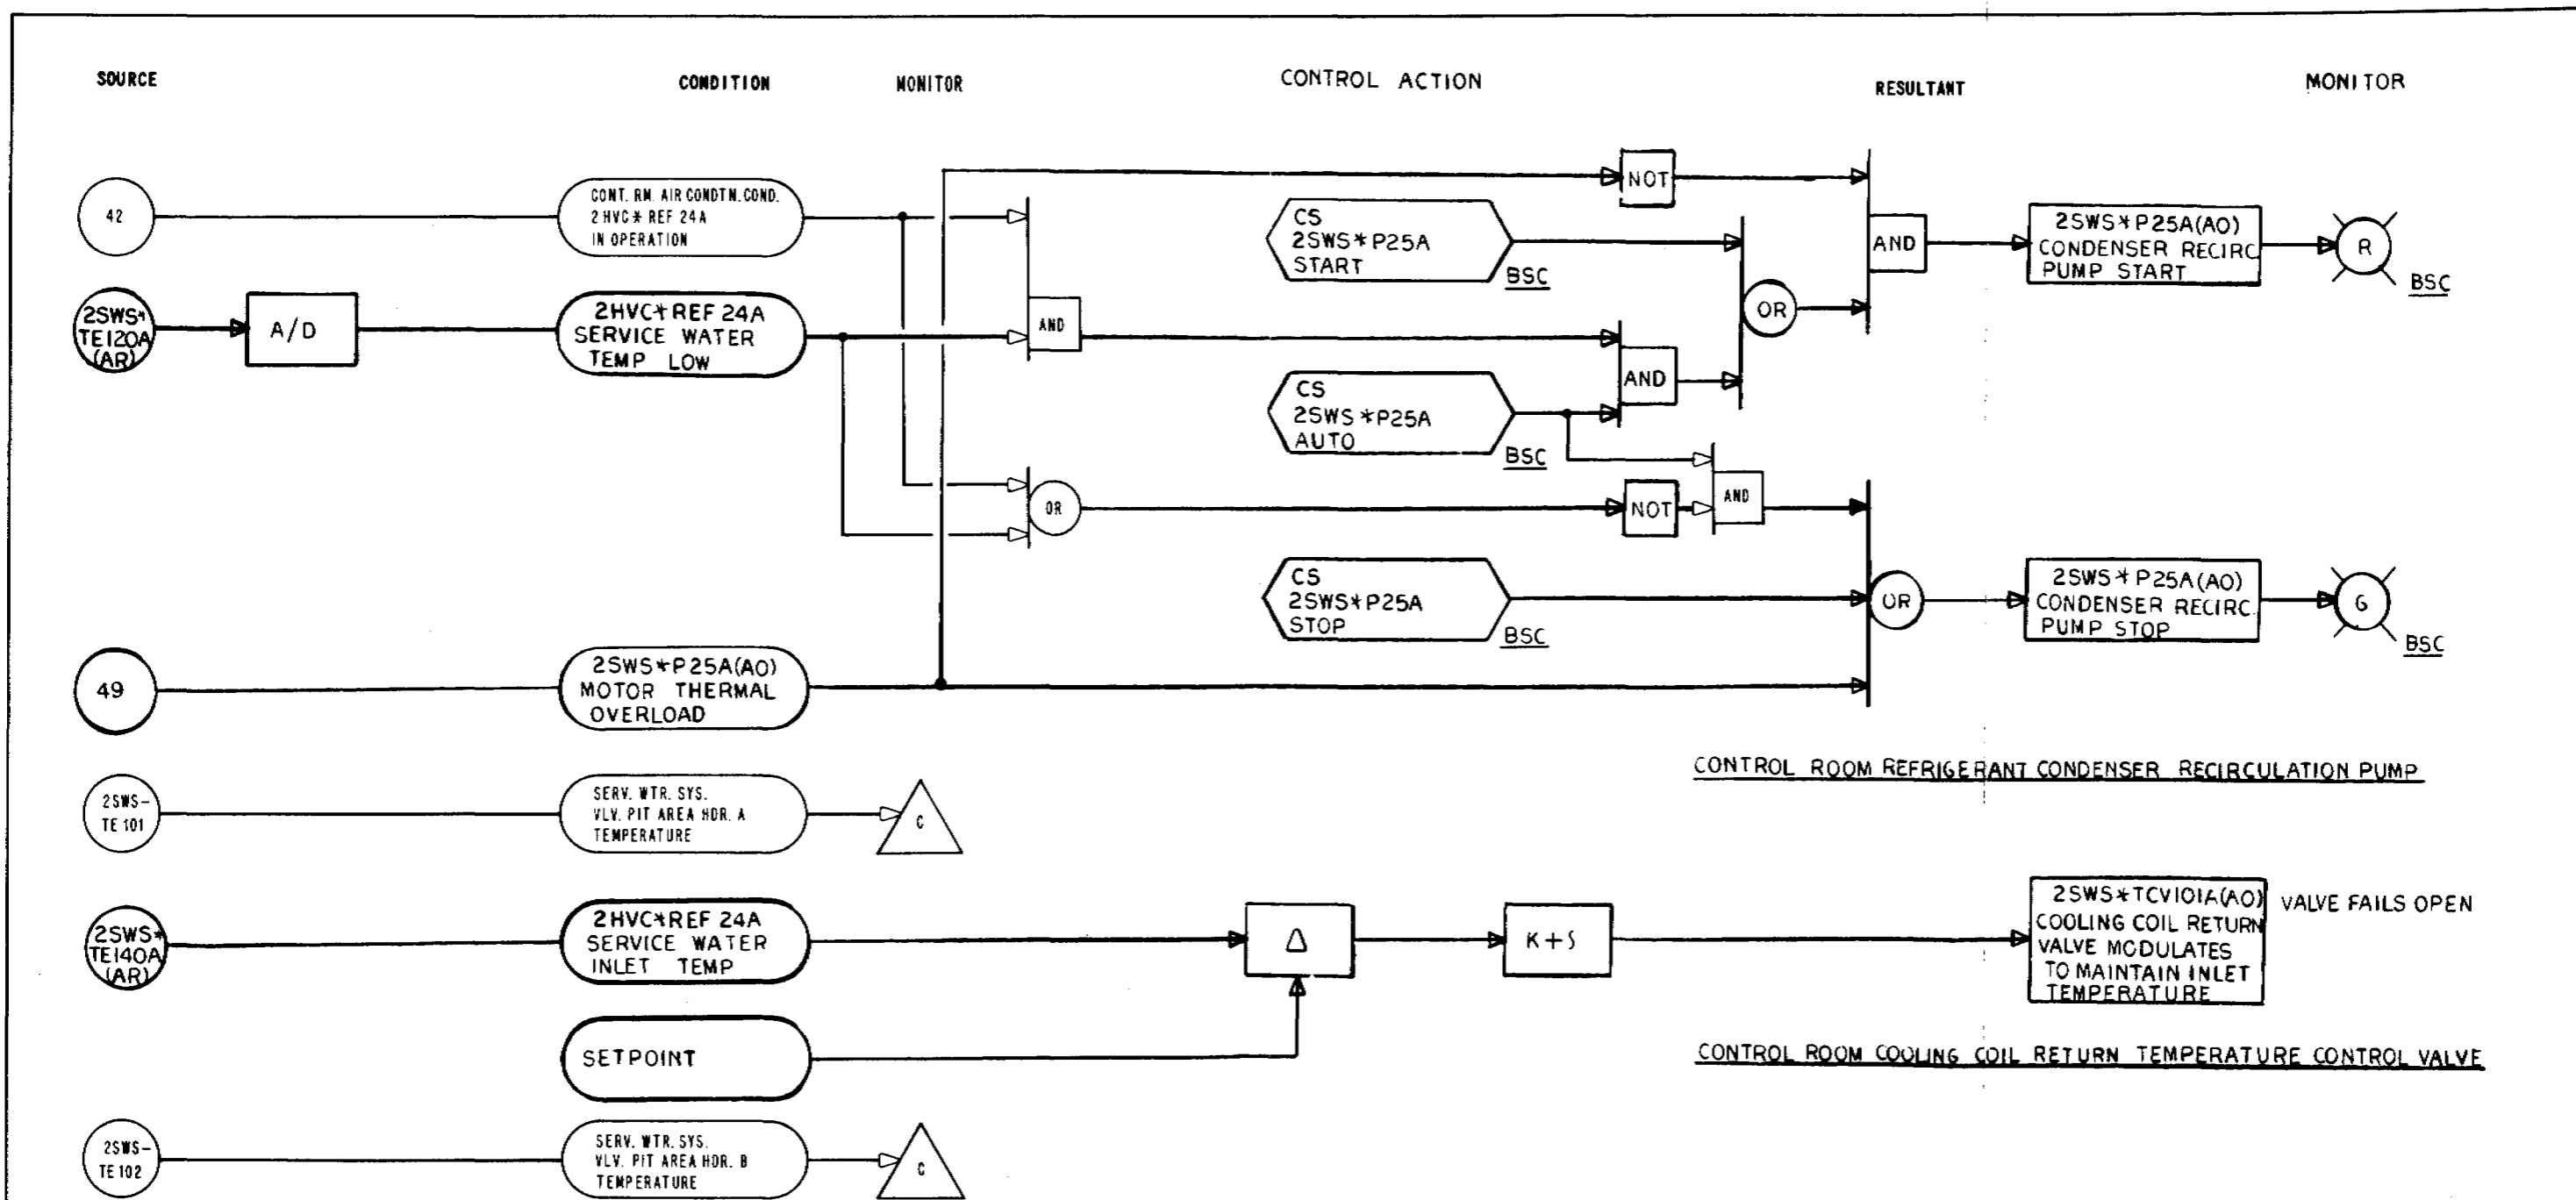 SOURCE
CONDITION
MONITOR
CONTROL ACTION
RESULTANT
MONITOR
42
CONT. RM. AIR CONDTN. COND.
2 HVC* REF 24A
IN OPERATION
NOT
CS
2SWS*P25A
START
BSC
AND
2SWS*P25A(AO)
CONDENSER RECIRC
PUMP START
R
BSC
2SWS*
TE120A
(AR)
A/D
2HVC*REF 24A
SERVICE WATER
TEMP LOW
AND
OR
AND
CS
2SWS*P25A
AUTO
BSC
OR
NOT
AND
CS
2SWS*P25A
STOP
BSC
OR
2SWS*P25A(AO)
CONDENSER RECIRC
PUMP STOP
G
BSC
49
2SWS*P25A(AO)
MOTOR THERMAL
OVERLOAD
CONTROL ROOM REFRIGERANT CONDENSER RECIRCULATION PUMP
2SWS-
TE 101
SERV. WTR. SYS.
VLV. PIT AREA HDR. A
TEMPERATURE
C
2SWS*
TE140A
(AR)
2HVC*REF 24A
SERVICE WATER
INLET TEMP
Δ
K+∫
2SWS*TCV101A(AO)
COOLING COIL RETURN
VALVE MODULATES
TO MAINTAIN INLET
TEMPERATURE
VALVE FAILS OPEN
SETPOINT
CONTROL ROOM COOLING COIL RETURN TEMPERATURE CONTROL VALVE
2SWS-
TE 102
SERV. WTR. SYS.
VLV. PIT AREA HDR. B
TEMPERATURE
C